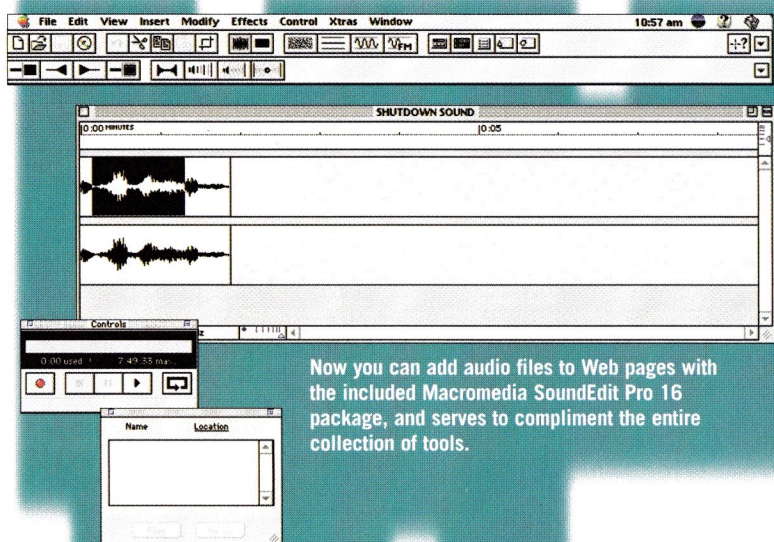 File Edit View Insert Modify Effects Control Xtras Window 10:57 am
FM
SHUTDOWN SOUND
0:00 MINUTES 0:05
Controls
0:00 used 7:49:33 max
Name Location
Now you can add audio files to Web pages with
the included Macromedia SoundEdit Pro 16
package, and serves to compliment the entire
collection of tools.